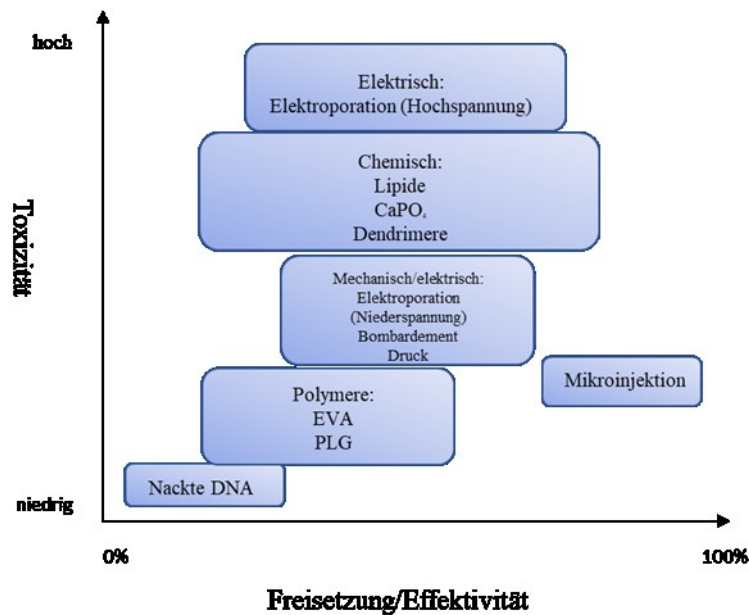 hoch
Elektrisch:
Elektroporation (Hochspannung)
Chemisch:
Lipide
CaPO₄
Dendrimere
Toxizität
Mechanisch/elektrisch:
Elektroporation
(Niederspannung)
Bombardement
Druck
Mikroinjektion
Polymere:
EVA
PLG
Nackte DNA
niedrig
0%
100%
Freisetzung/Effektivität